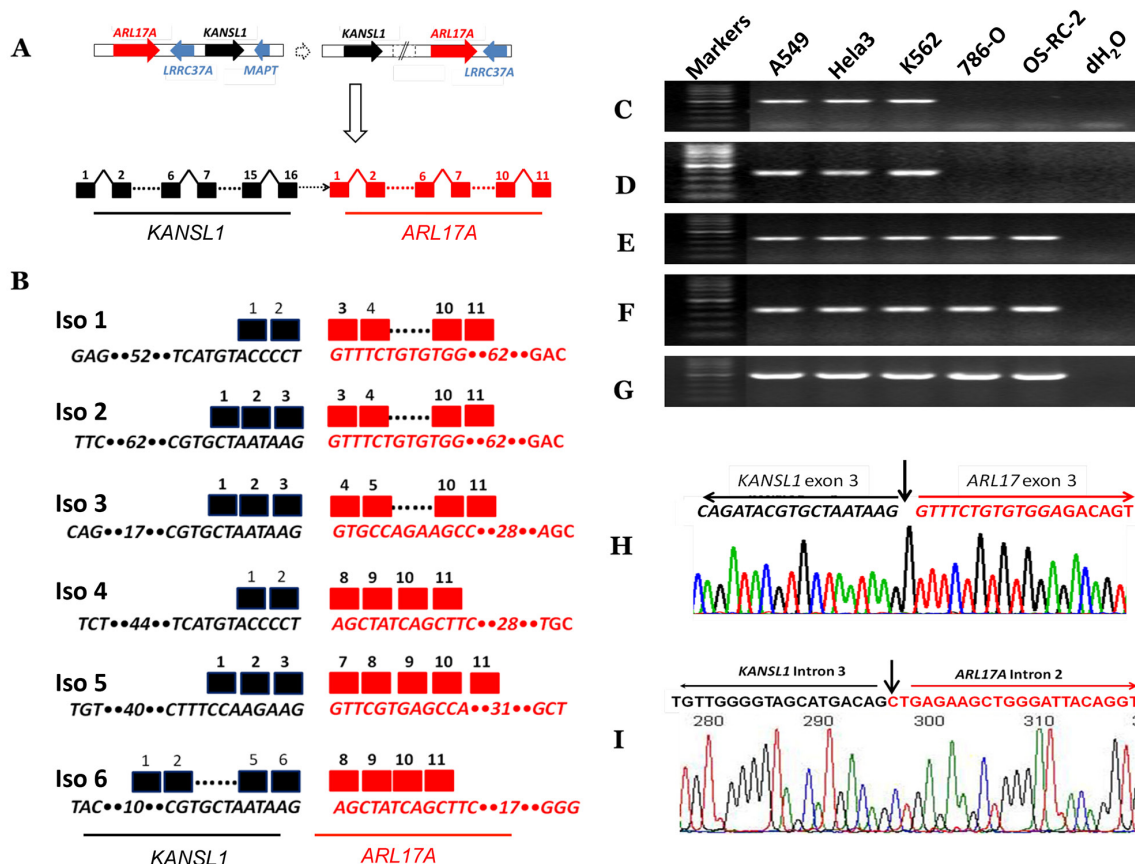 A
ARL17A KANSL1
LRRC37A MAPT
KANSL1 ARL17A
LRRC37A
1 2 6 7 15 16 1 2 6 7 10 11
KANSL1 ARL17A
B
Iso 1
1 2 3 4 10 11
GAG••52••TCATGTACCCCT GTTTCTGTGTGG••62••GAC
Iso 2
1 2 3 3 4 10 11
TTC••62••CGTGCTAATAAG GTTTCTGTGTGG••62••GAC
Iso 3
1 2 3 4 5 10 11
CAG••17••CGTGCTAATAAG GTGCCAGAAGCC••28••AGC
Iso 4
1 2 8 9 10 11
TCT••44••TCATGTACCCCT AGCTATCAGCTTC••28••TGC
Iso 5
1 2 3 7 8 9 10 11
TGT••40••CTTTCCAAGAAG GTTCGTGAGCCA••31••GCT
Iso 6
1 2 5 6 8 9 10 11
TAC••10••CGTGCTAATAAG AGCTATCAGCTTC••17••GGG
KANSL1 ARL17A
Markers A549 Hela3 K562 786-O OS-RC-2 dH₂O
C
D
E
F
G
KANSL1 exon 3 ARL17 exon 3
CAGATACGTGCTAATAAG GTTTCTGTGTGGAGACAGT
H
KANSL1 Intron 3 ARL17A Intron 2
TGTTGGGGTAGCATGACAGCTGAGAAGCTGGGATTACAGGT
280 290 300 310
I